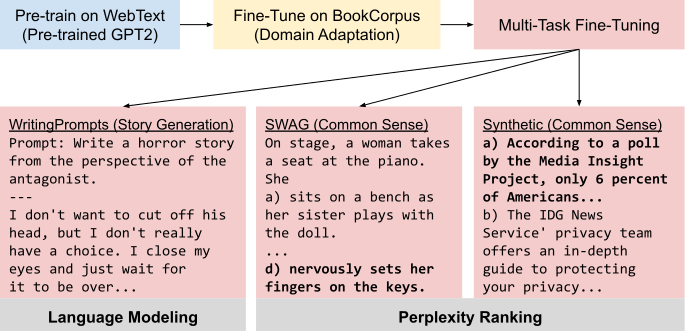 Pre-train on WebText
(Pre-trained GPT2)
Fine-Tune on BookCorpus
(Domain Adaptation)
Multi-Task Fine-Tuning
WritingPrompts (Story Generation)
Prompt: Write a horror story
from the perspective of the
antagonist.
---
I don't want to cut off his
head, but I don't really
have a choice. I close my
eyes and just wait for
it to be over...
SWAG (Common Sense)
On stage, a woman takes
a seat at the piano.
She
a) sits on a bench as
her sister plays with
the doll.
...
d) nervously sets her
fingers on the keys.
Synthetic (Common Sense)
a) According to a poll
by the Media Insight
Project, only 6 percent
of Americans...
b) The IDG News
Service' privacy team
offers an in-depth
guide to protecting
your privacy...
Language Modeling
Perplexity Ranking